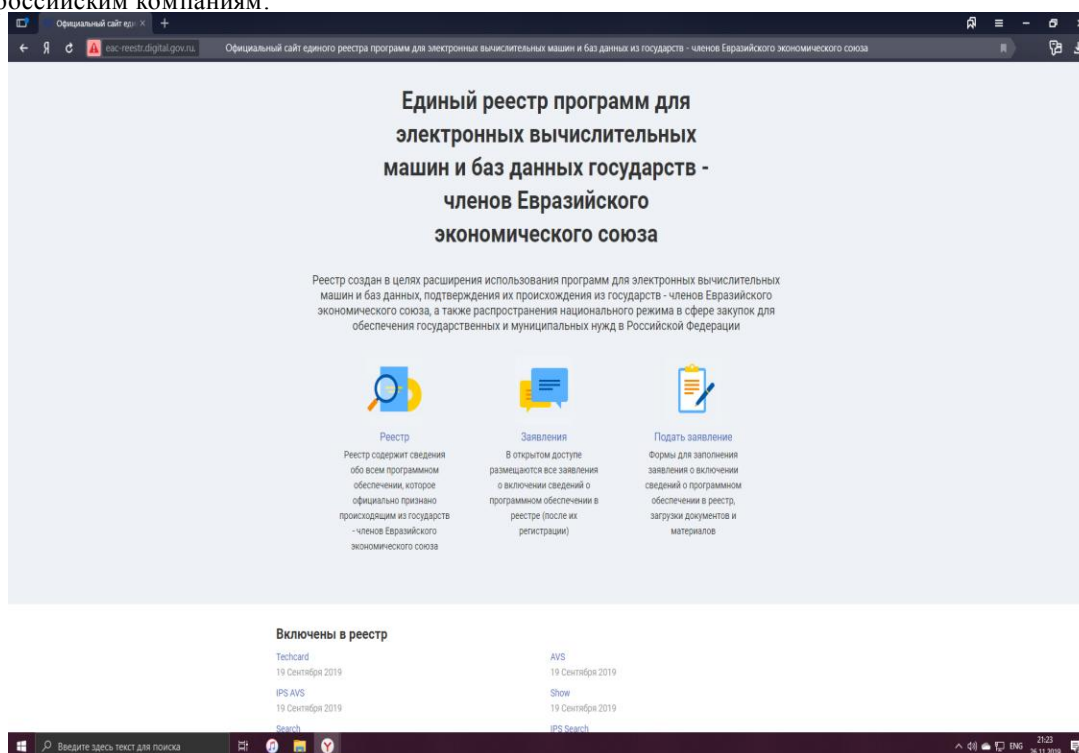 российским компаниям.
Официальный сайт еди
eac-reestr.digital.gov.ru
Официальный сайт единого реестра программ для электронных вычислительных машин и баз данных из государств - членов Евразийского экономического союза
Единый реестр программ для
электронных вычислительных
машин и баз данных государств -
членов Евразийского
экономического союза
Реестр создан в целях расширения использования программ для электронных вычислительных
машин и баз данных, подтверждения их происхождения из государств - членов Евразийского
экономического союза, а также распространения национального режима в сфере закупок для
обеспечения государственных и муниципальных нужд в Российской Федерации
Реестр
Реестр содержит сведения
обо всем программном
обеспечении, которое
официально признано
происходящим из государств
- членов Евразийского
экономического союза
Заявления
В открытом доступе
размещаются все заявления
о включении сведений о
программном обеспечении в
реестре (после их
регистрации)
Подать заявление
Формы для заполнения
заявления о включении
сведений о программном
обеспечении в реестр,
загрузки документов и
материалов
Включены в реестр
Techcard
19 Сентября 2019
AVS
19 Сентября 2019
IPS AVS
19 Сентября 2019
Show
19 Сентября 2019
Search
IPS Search
Введите здесь текст для поиска
ENG
21:23
26.11.2019